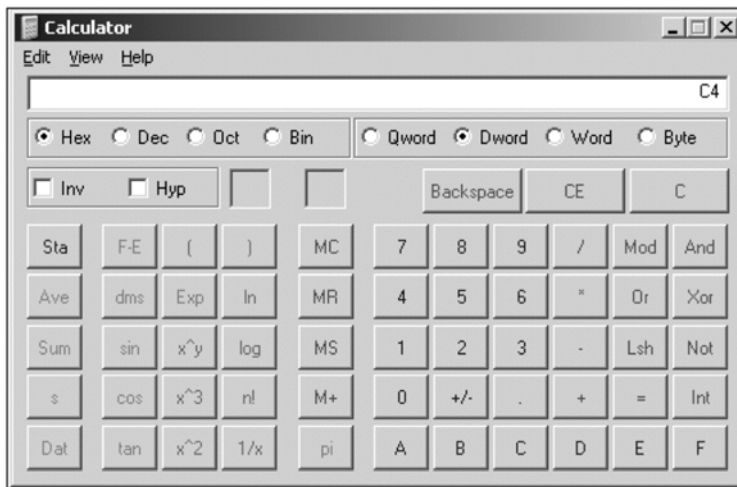 Calculator
Edit View Help
C4
Hex Dec Oct Bin Qword Dword Word Byte
Inv Hyp Backspace CE C
Sta F-E ( ) MC 7 8 9 / Mod And
Ave dms Exp ln MR 4 5 6 * Or Xor
Sum sin x^y log MS 1 2 3 - Lsh Not
s cos x^3 n! M+ 0 +/- . + = Int
Dat tan x^2 1/x pi A B C D E F